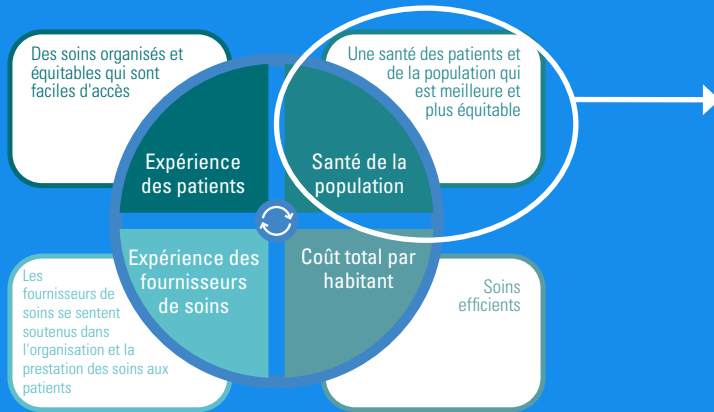 Des soins organisés et
équitables qui sont
faciles d'accès
Une santé des patients et
de la population qui
est meilleure et
plus équitable
Expérience
des patients
Santé de la
population
Expérience des
fournisseurs
de soins
Coût total par
habitant
Les
fournisseurs de
soins se sentent
soutenus dans
l'organisation et la
prestation des soins aux
patients
Soins
efficients